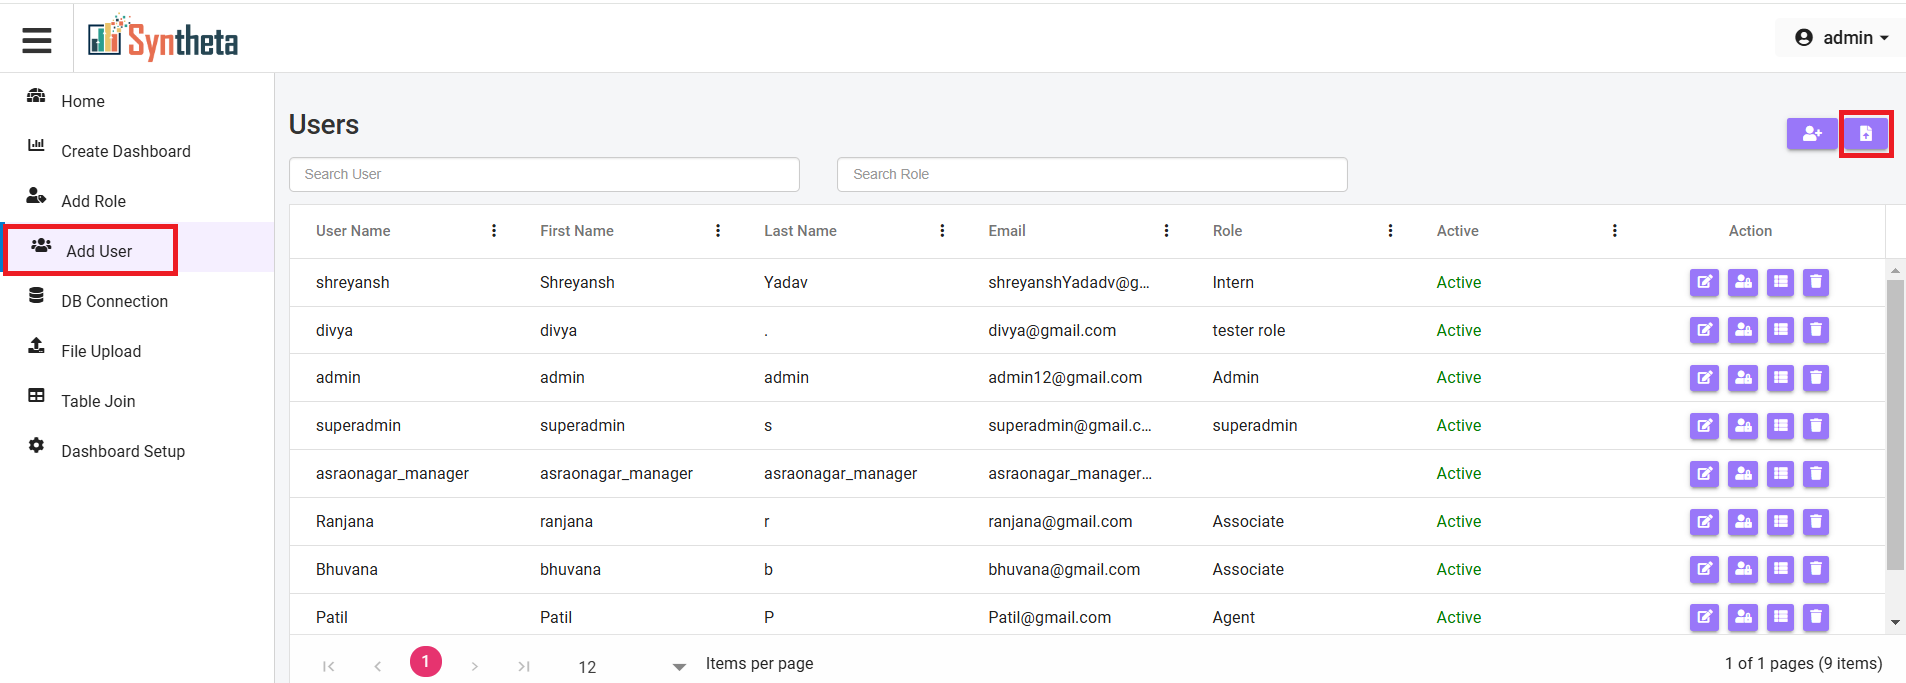 Syntheta
admin
Home
Create Dashboard
Add Role
Add User
DB Connection
File Upload
Table Join
Dashboard Setup
Users
Search User Search Role
User Name First Name Last Name Email Role Active Action
shreyansh Shreyansh Yadav shreyanshYadadv@g... Intern Active
divya divya . divya@gmail.com tester role Active
admin admin admin admin12@gmail.com Admin Active
superadmin superadmin s superadmin@gmail.c... superadmin Active
asraonagar_manager asraonagar_manager asraonagar_manager asraonagar_manager... Active
Ranjana ranjana r ranjana@gmail.com Associate Active
Bhuvana bhuvana b bhuvana@gmail.com Associate Active
Patil Patil P Patil@gmail.com Agent Active
1 12 Items per page 1 of 1 pages (9 items)